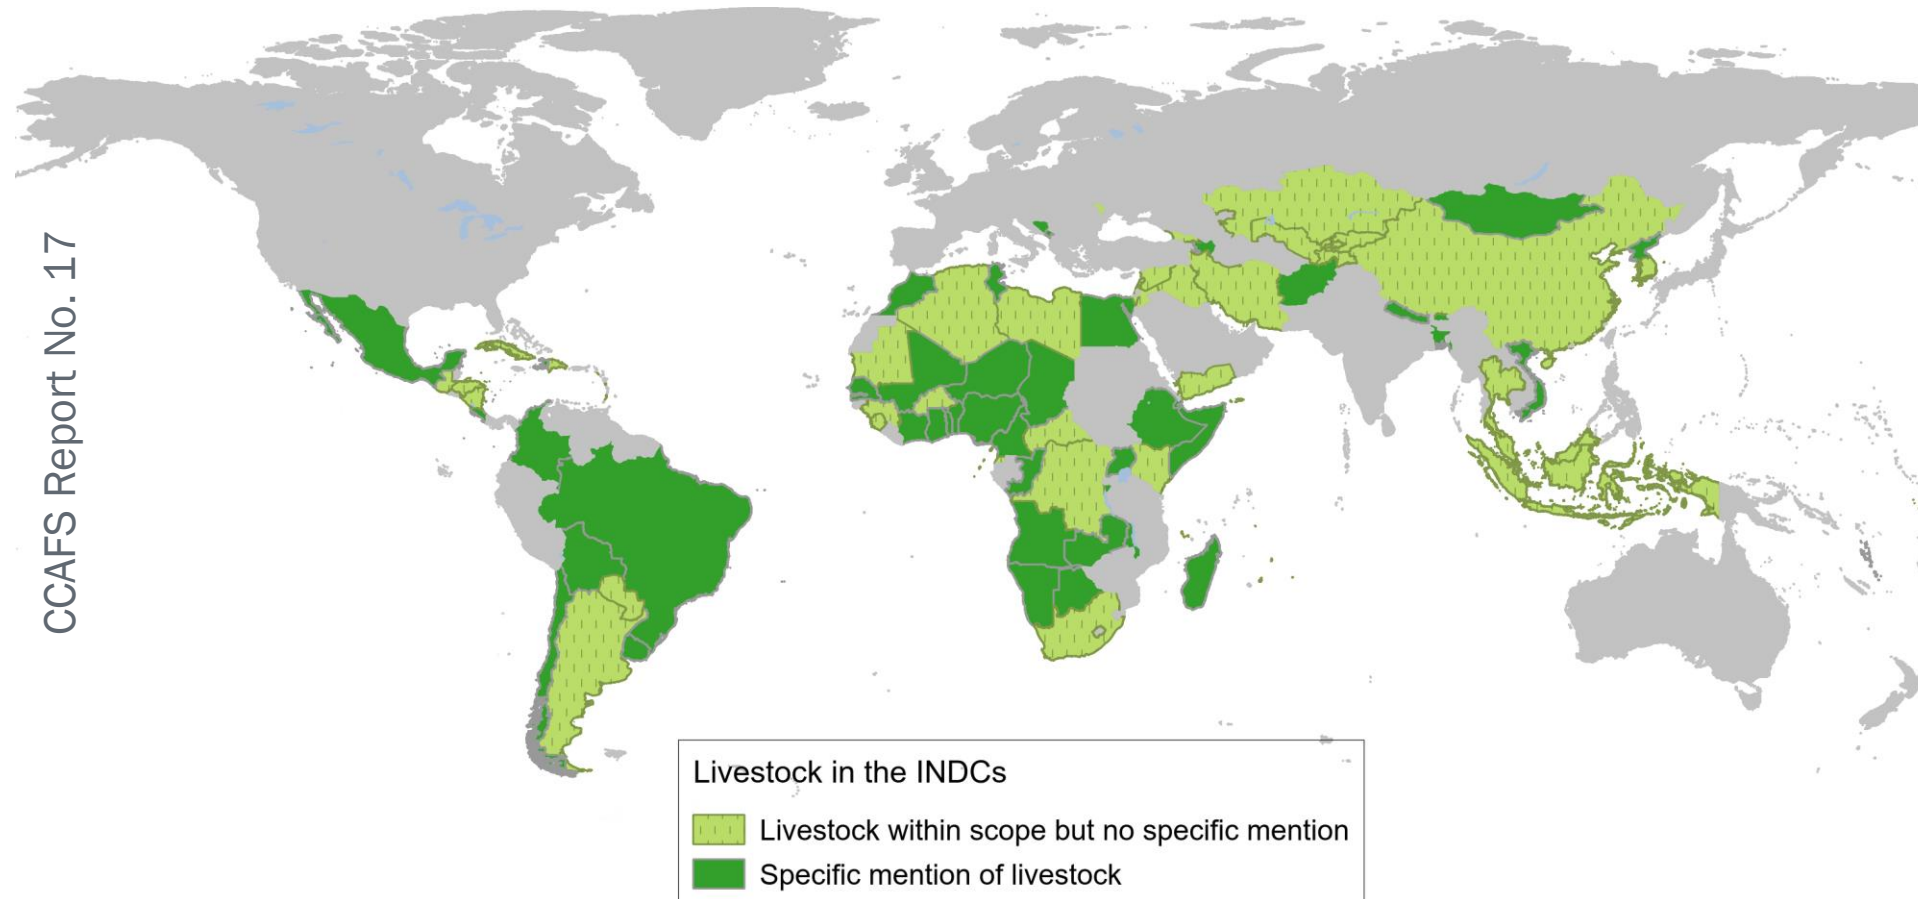 CCAFS Report No. 17
Livestock in the INDCs
Livestock within scope but no specific mention
Specific mention of livestock